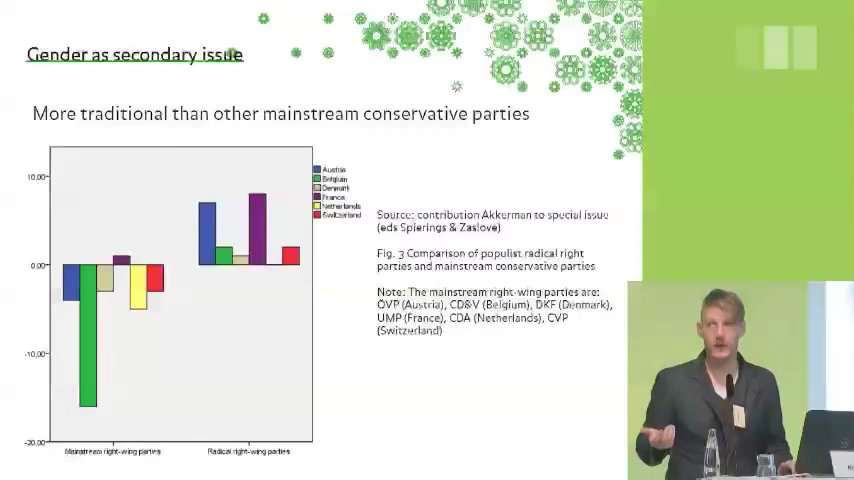 Gender as secondary issue
More traditional than other mainstream conservative parties
10,00
0,00
-10,00
-20,00
Mainstream right-wing parties
Radical right-wing parties
Austria
Belgium
Denmark
France
Netherlands
Switzerland
Source: contribution Akkerman to special issue
(eds Spierings & Zaslove)
Fig. 3 Comparison of populist radical right
parties and mainstream conservative parties
Note: The mainstream right-wing parties are:
ÖVP (Austria), CD&V (Belgium), DKF (Denmark),
UMP (France), CDA (Netherlands), CVP
(Switzerland)